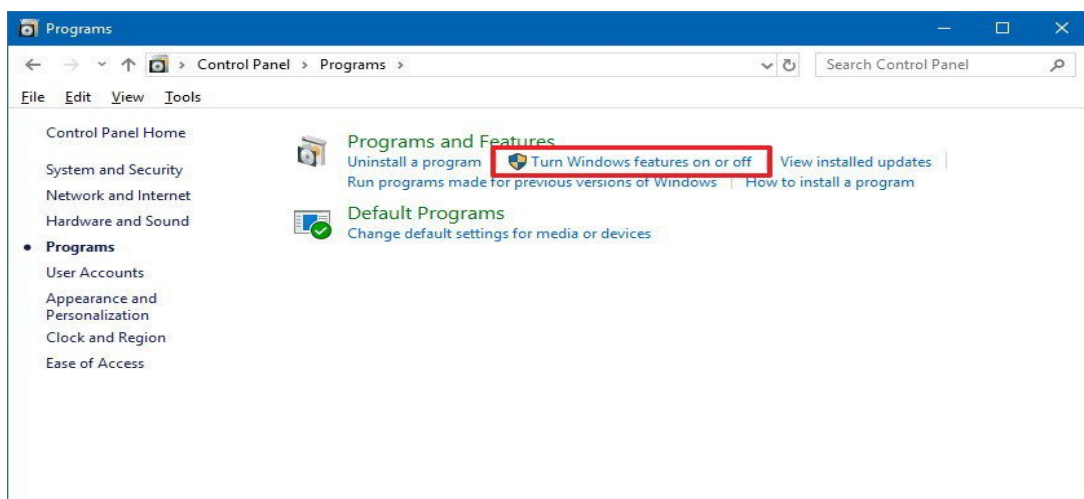 Programs
Control Panel > Programs >
Search Control Panel
File Edit View Tools
Control Panel Home
System and Security
Network and Internet
Hardware and Sound
Programs
User Accounts
Appearance and
Personalization
Clock and Region
Ease of Access
Programs and Features
Uninstall a program
Turn Windows features on or off
View installed updates
Run programs made for previous versions of Windows
How to install a program
Default Programs
Change default settings for media or devices